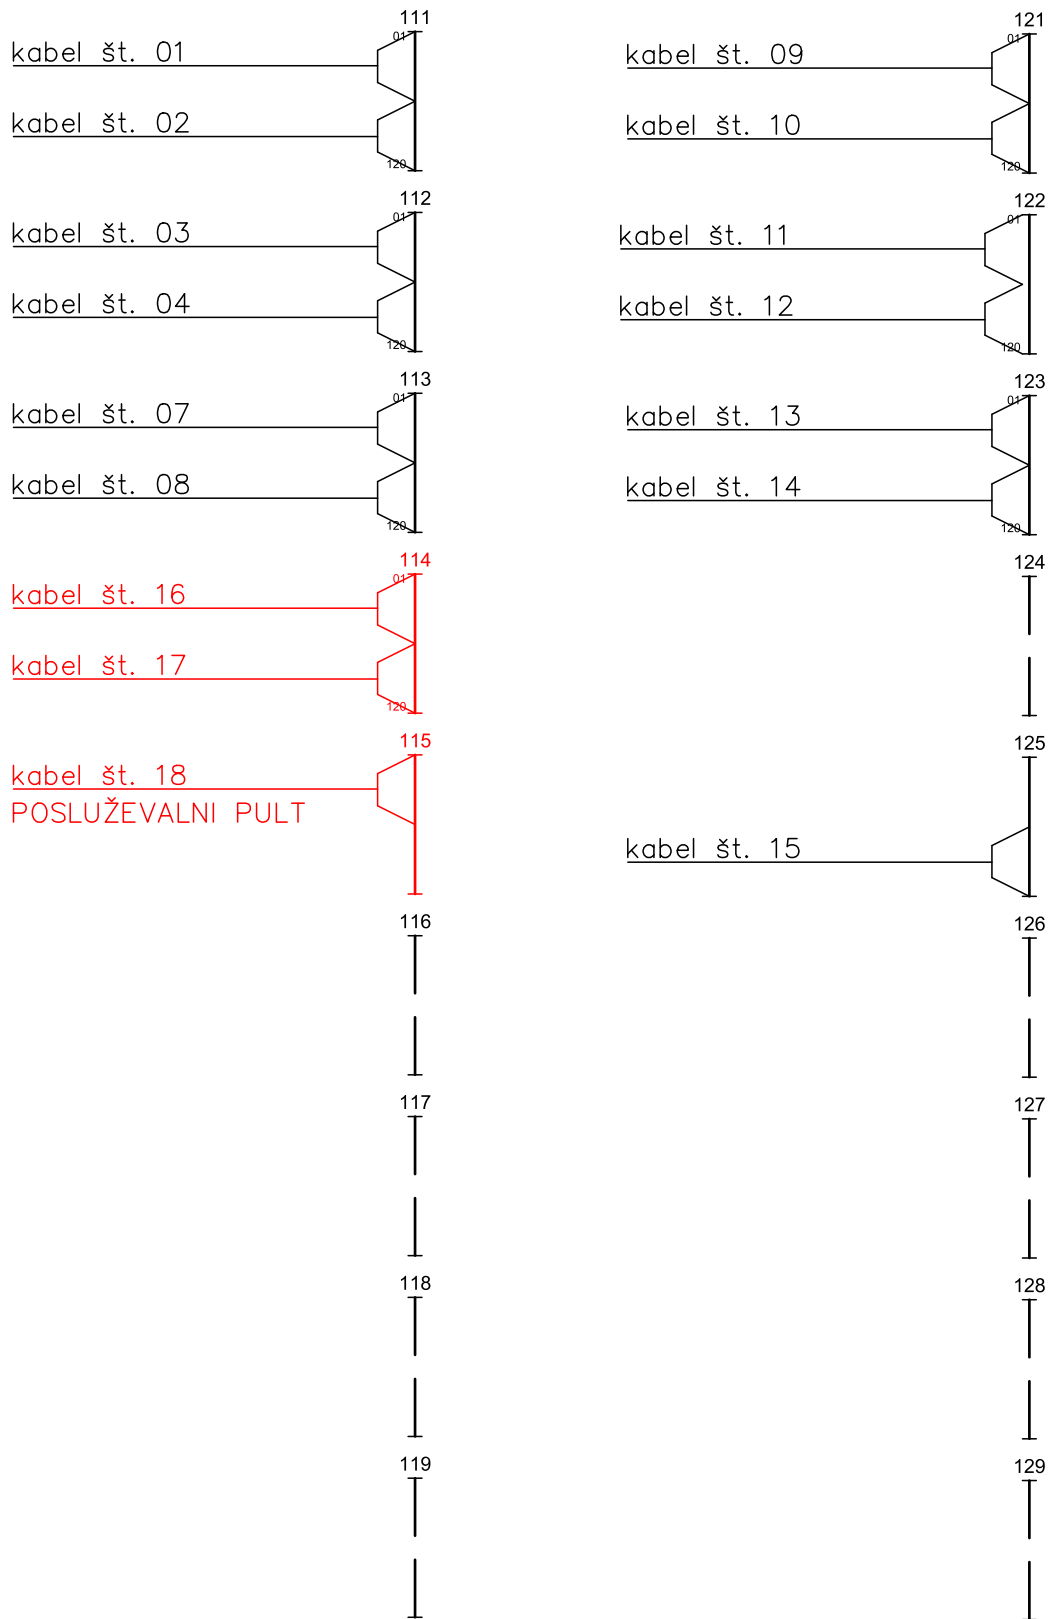 111
01
kabel št. 01
kabel št. 02
120
112
01
kabel št. 03
kabel št. 04
120
113
01
kabel št. 07
kabel št. 08
120
114
01
kabel št. 16
kabel št. 17
120
115
kabel št. 18
POSLUŽEVALNI PULT
116
117
118
119
121
01
kabel št. 09
kabel št. 10
120
122
01
kabel št. 11
kabel št. 12
120
123
01
kabel št. 13
kabel št. 14
120
124
125
kabel št. 15
126
127
128
129